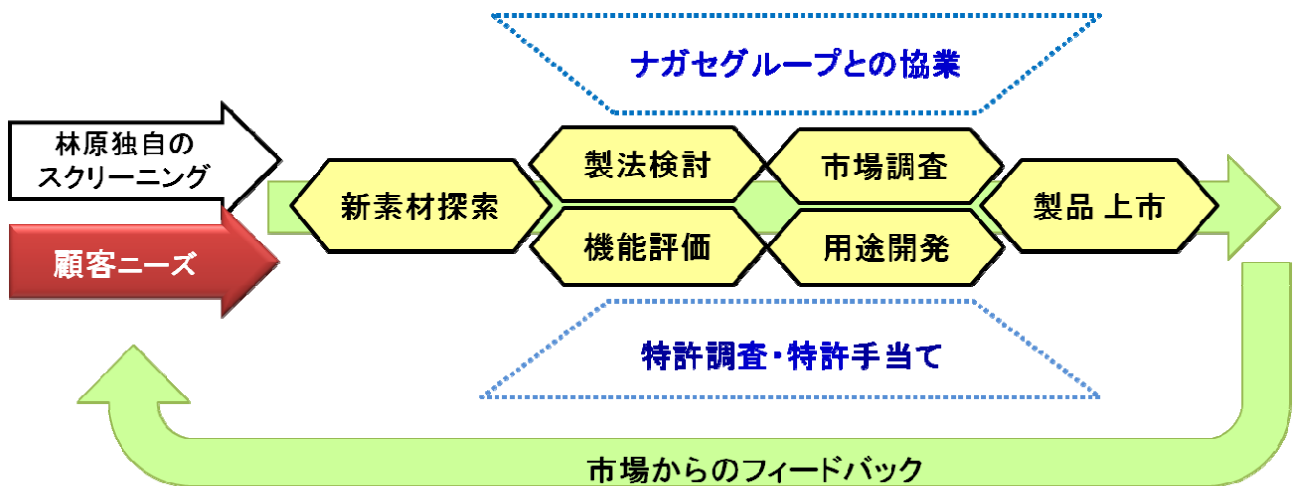 ナガセグループとの協業
林原独自の
スクリーニング
顧客ニーズ
新素材探索
製法検討
市場調査
機能評価
用途開発
製品 上市
特許調査・特許手当て
市場からのフィードバック